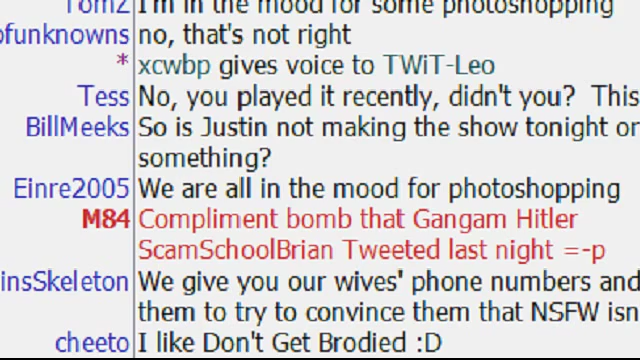 TomZ I'm in the mood for some photoshopping
ofunknowns no, that's not right
* xcwbp gives voice to TWiT-Leo
Tess No, you played it recently, didn't you? This
BillMeeks So is Justin not making the show tonight or
something?
Einre2005 We are all in the mood for photoshopping
M84 Compliment bomb that Gangam Hitler
ScamSchoolBrian Tweeted last night =-p
insSkeleton We give you our wives' phone numbers and
them to try to convince them that NSFW isn
cheeto I like Don't Get Brodied :D